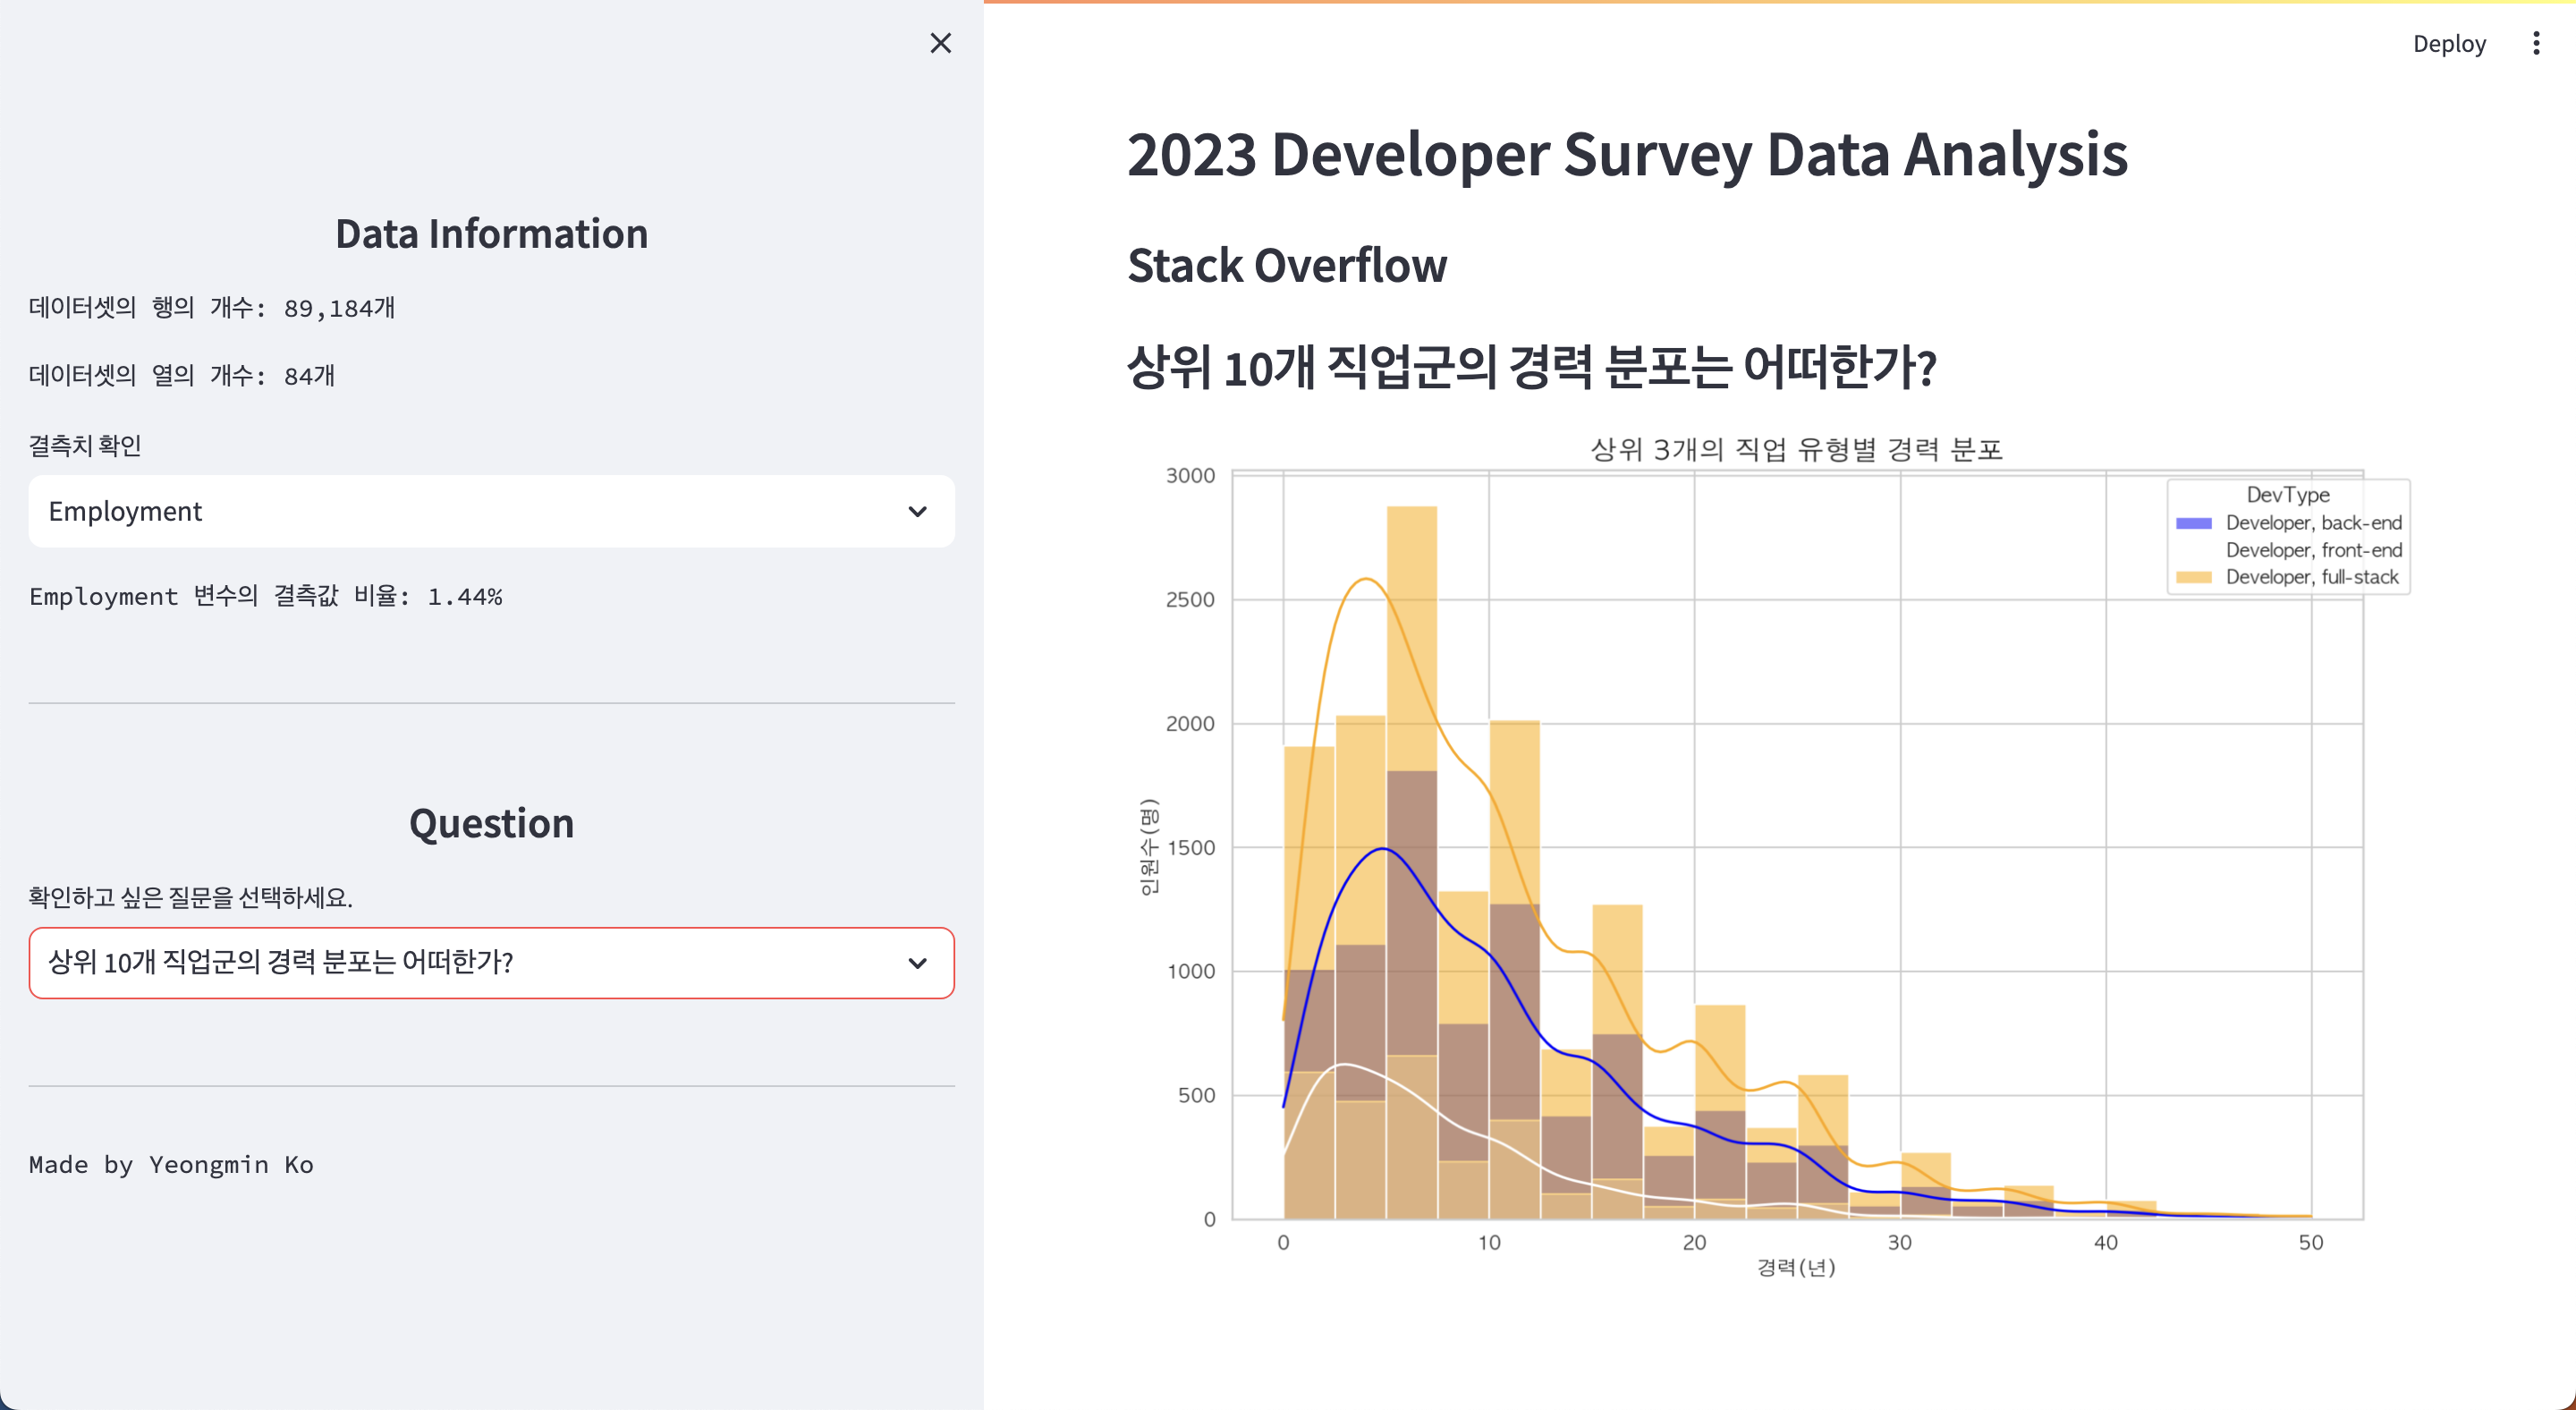 Deploy
Data Information
데이터셋의 행의 개수: 89,184개
데이터셋의 열의 개수: 84개
결측치 확인
Employment
Employment 변수의 결측값 비율: 1.44%
Question
확인하고 싶은 질문을 선택하세요.
상위 10개 직업군의 경력 분포는 어떠한가?
Made by Yeongmin Ko
2023 Developer Survey Data Analysis
Stack Overflow
상위 10개 직업군의 경력 분포는 어떠한가?
상위 3개의 직업 유형별 경력 분포
DevType
Developer, back-end
Developer, front-end
Developer, full-stack
인원수(명)
3000
2500
2000
1500
1000
500
0
0 10 20 30 40 50
경력(년)